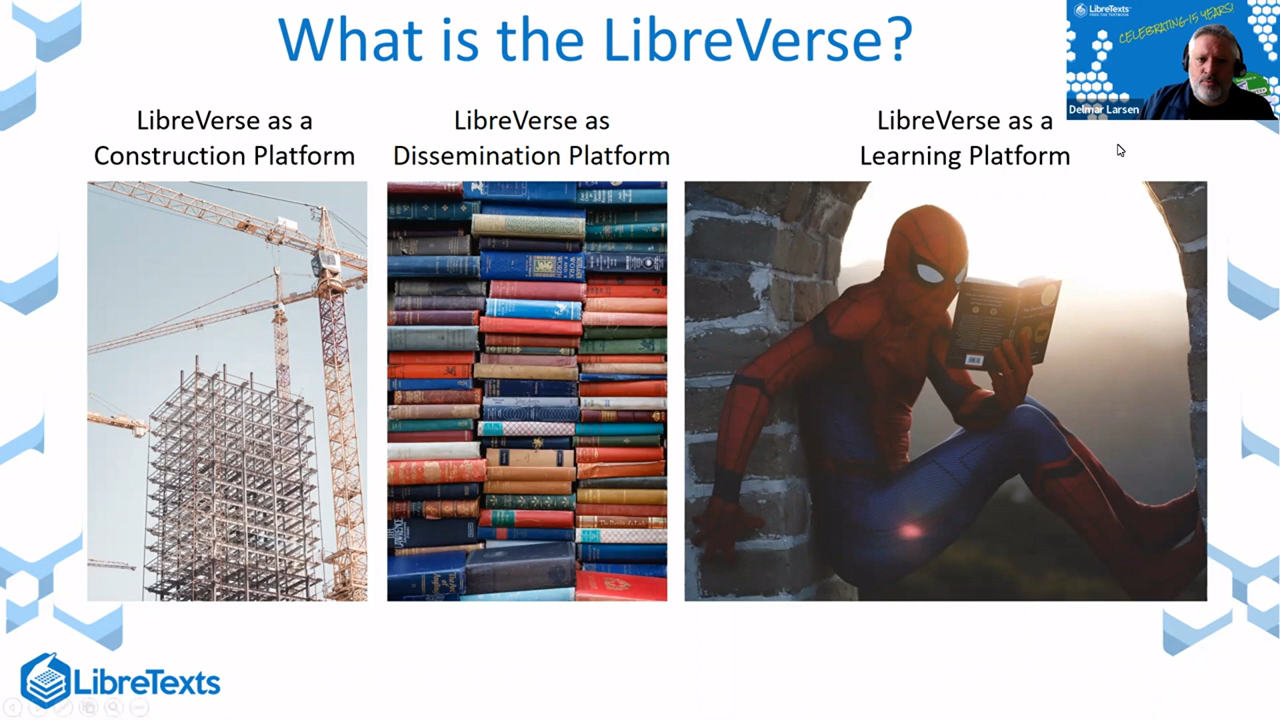 What is the LibreVerse?
LibreTexts
CELEBRATING 15 YEARS!
Delmar Larsen
LibreVerse as a
Construction Platform
LibreVerse as
Dissemination Platform
LibreVerse as a
Learning Platform
LibreTexts